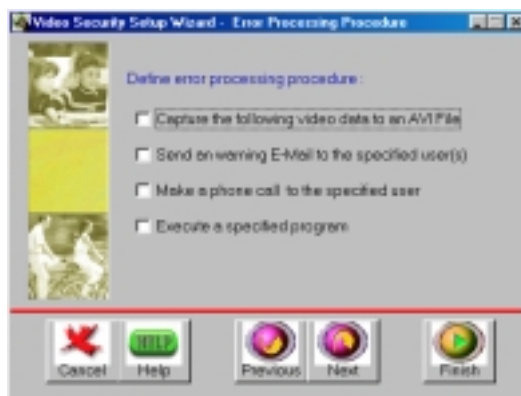 Video Security Setup Wizard - Error Processing Procedure
Define error processing procedure :
Capture the following video data to an AVI File
Send an warning E-Mail to the specified user(s)
Make a phone call to the specified user
Execute a specified program
HELP
Cancel
Help
Previous
Next
Finish